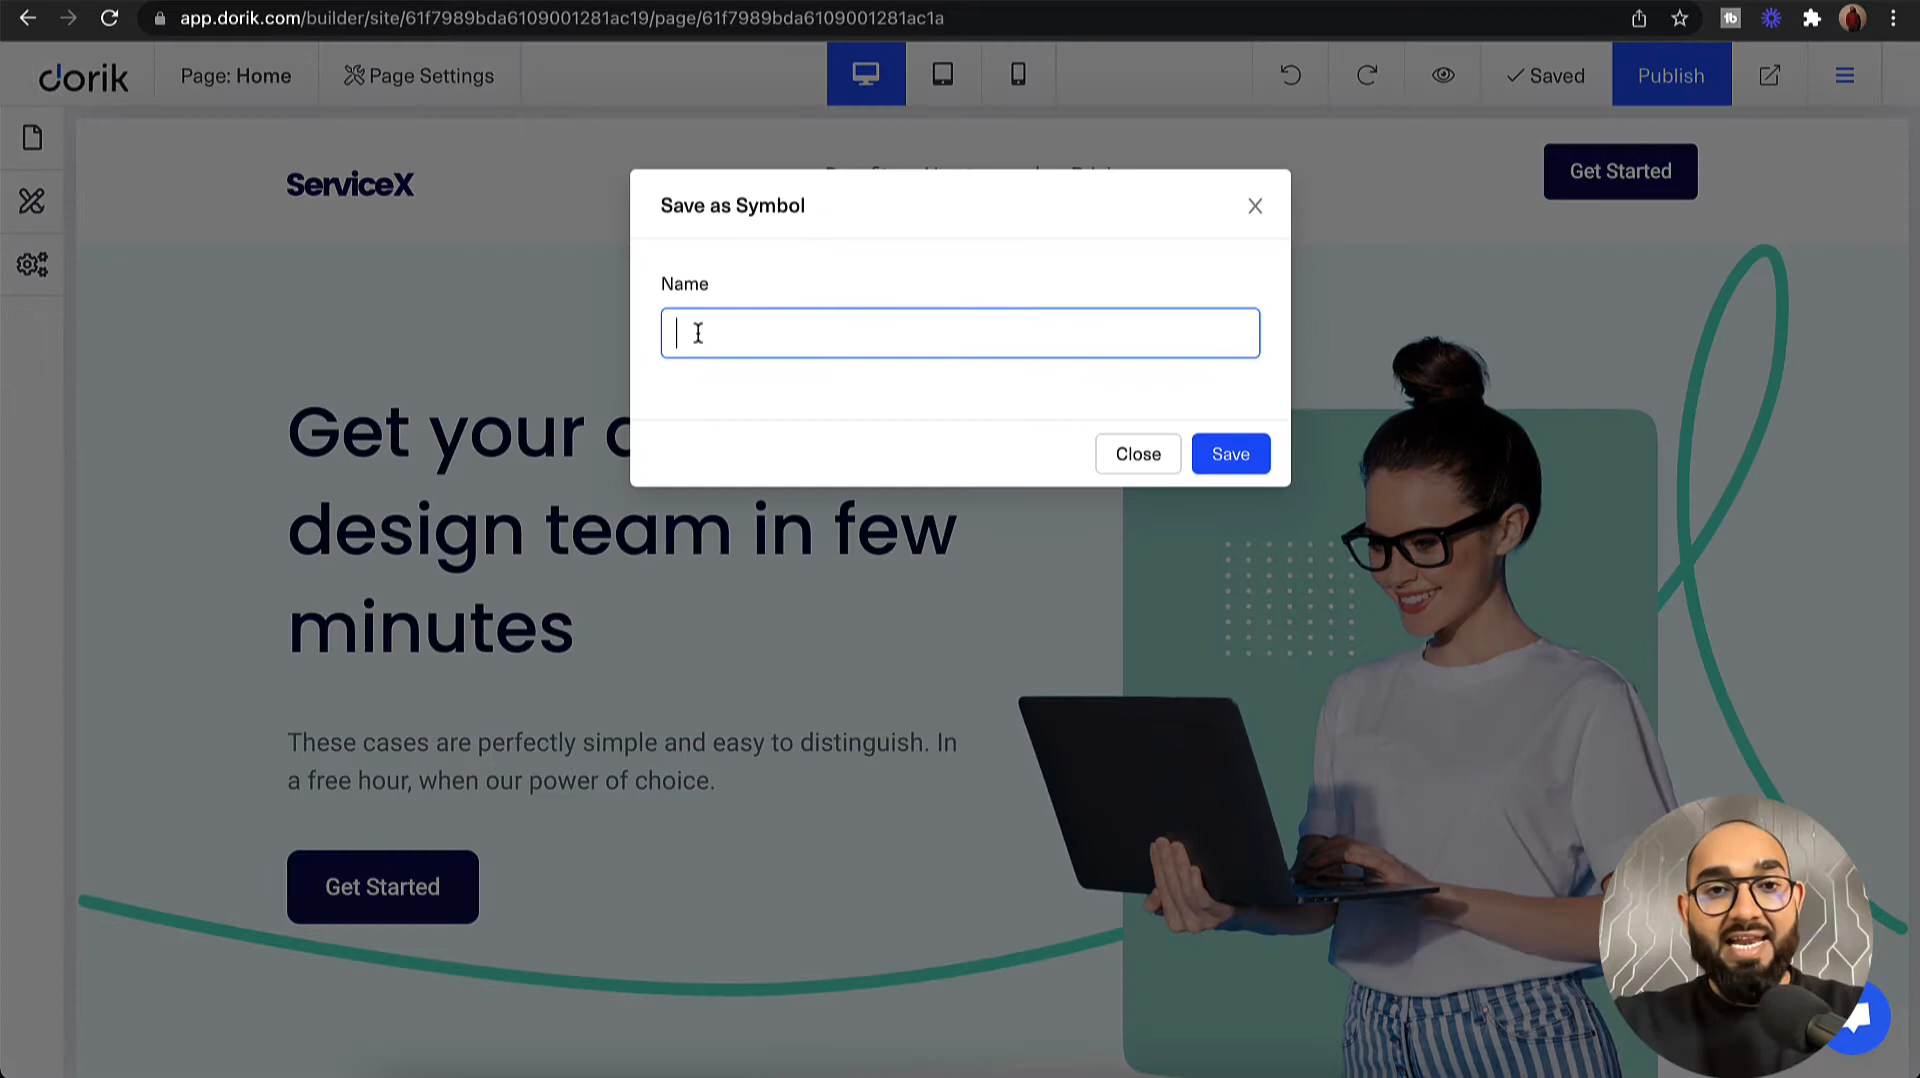 app.dorik.com/builder/site/61f7989bda6109001281ac19/page/61f7989bda6109001281ac1a
tb
dorik
Page: Home
Page Settings
Saved
Publish
ServiceX
Get Started
Save as Symbol
Name
Close
Save
Get your
design team in few
minutes
These cases are perfectly simple and easy to distinguish. In
a free hour, when our power of choice.
Get Started